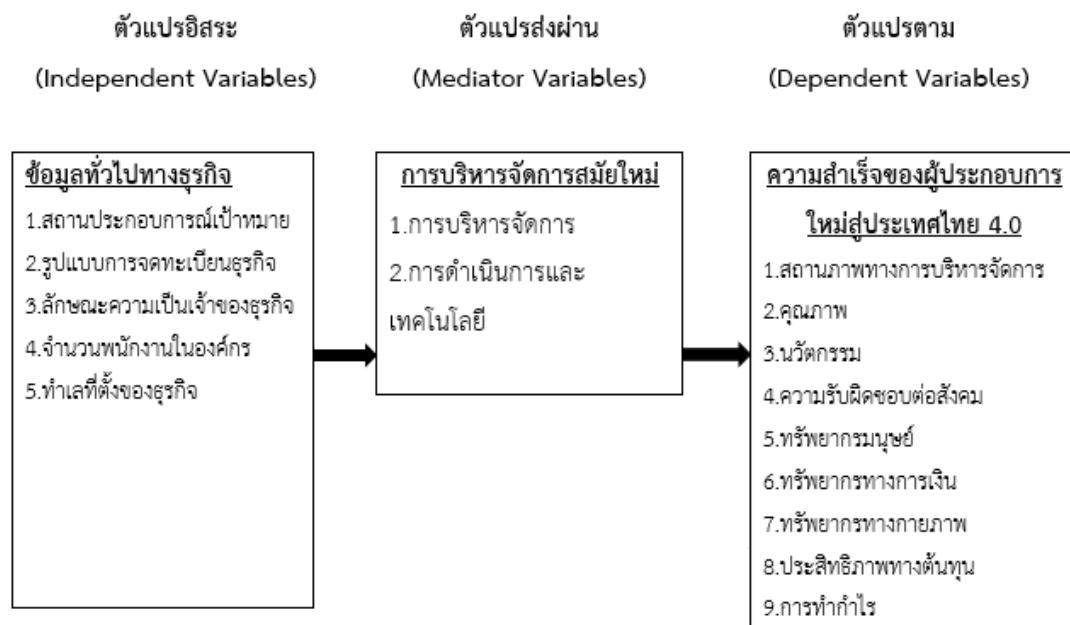 ตัวแปรอิสระ
(Independent Variables)
ตัวแปรส่งผ่าน
(Mediator Variables)
ตัวแปรตาม
(Dependent Variables)
ข้อมูลทั่วไปทางธุรกิจ
1.สถานประกอบการณ์เป้าหมาย
2.รูปแบบการจดทะเบียนธุรกิจ
3.ลักษณะความเป็นเจ้าของธุรกิจ
4.จำนวนพนักงานในองค์กร
5.ทำเลที่ตั้งของธุรกิจ
การบริหารจัดการสมัยใหม่
1.การบริหารจัดการ
2.การดำเนินการและ
เทคโนโลยี
ความสำเร็จของผู้ประกอบการ
ใหม่สู่ประเทศไทย 4.0
1.สถานภาพทางการบริหารจัดการ
2.คุณภาพ
3.นวัตกรรม
4.ความรับผิดชอบต่อสังคม
5.ทรัพยากรมนุษย์
6.ทรัพยากรทางการเงิน
7.ทรัพยากรทางกายภาพ
8.ประสิทธิภาพทางต้นทุน
9.การทำกำไร